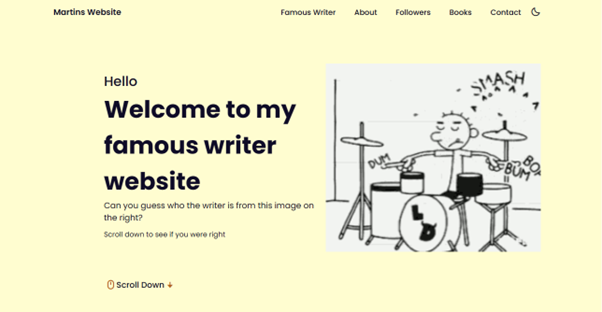 Martins Website
Famous Writer About Followers Books Contact
Hello
Welcome to my
famous writer
website
Can you guess who the writer is from this image on
the right?
Scroll down to see if you were right
Scroll Down
SMASH
DUM
BUM
LD